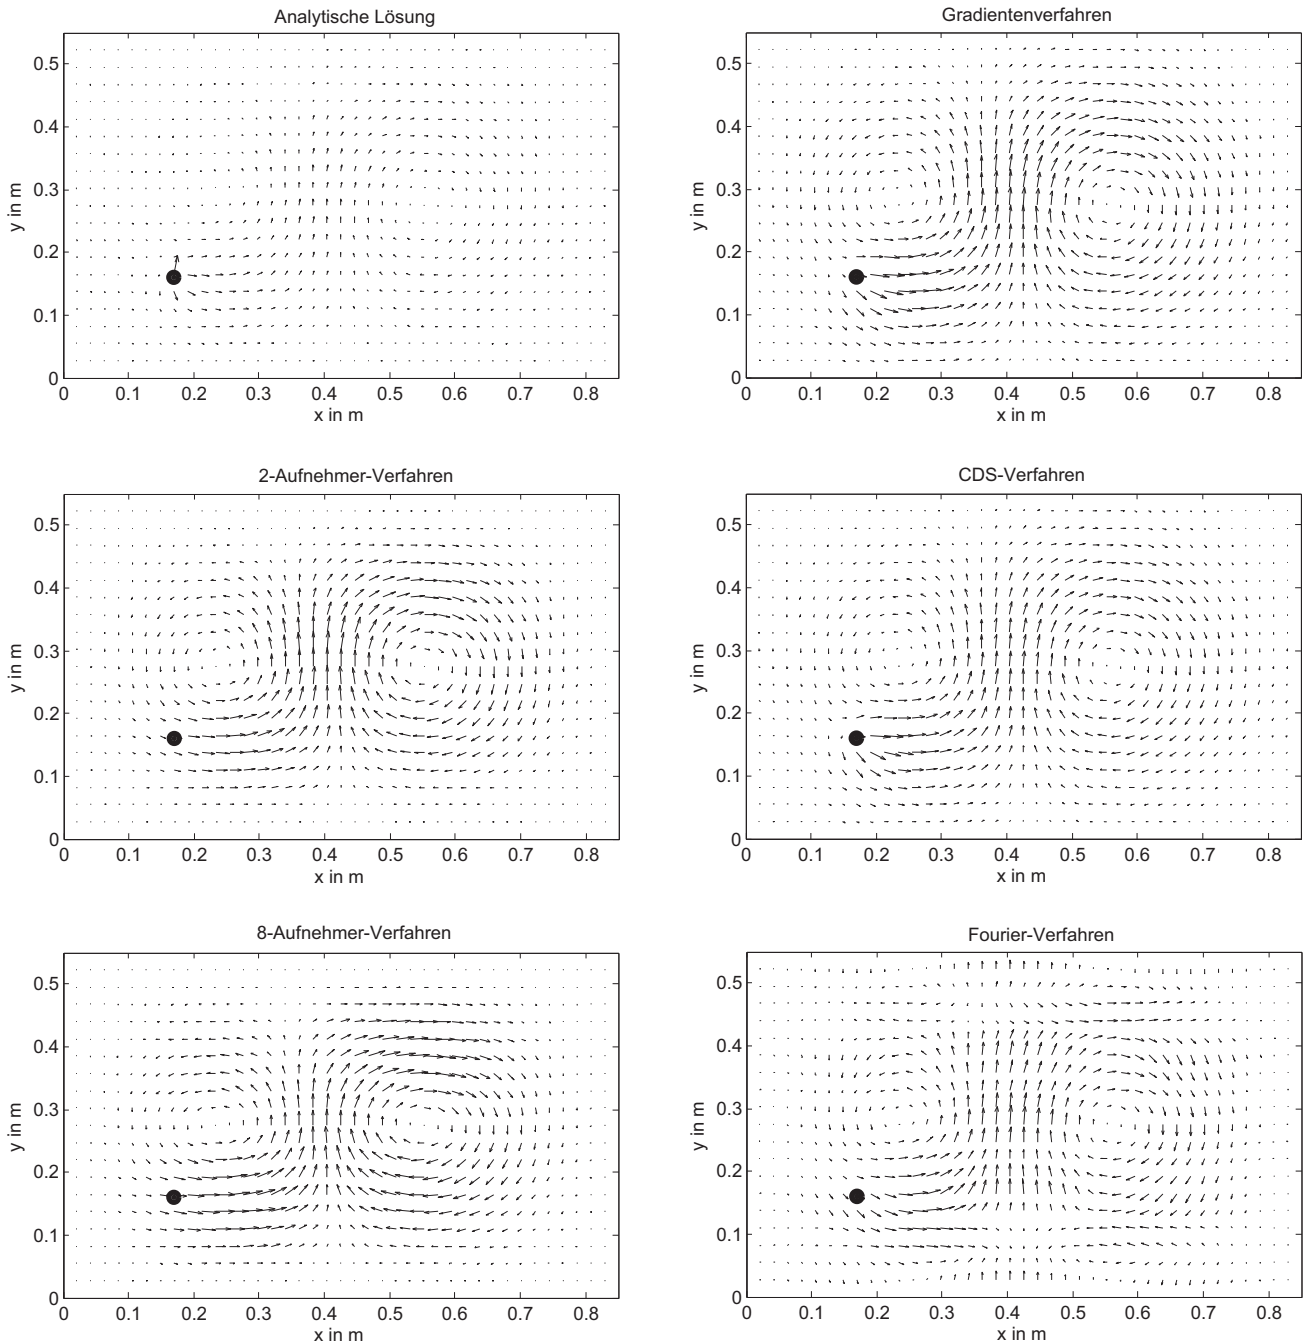 Analytische Lösung
0.5
0.4
0.3
0.2
0.1
0
y in m
0 0.1 0.2 0.3 0.4 0.5 0.6 0.7 0.8
x in m
Gradientenverfahren
0.5
0.4
0.3
0.2
0.1
0
y in m
0 0.1 0.2 0.3 0.4 0.5 0.6 0.7 0.8
x in m
2-Aufnehmer-Verfahren
0.5
0.4
0.3
0.2
0.1
0
y in m
0 0.1 0.2 0.3 0.4 0.5 0.6 0.7 0.8
x in m
CDS-Verfahren
0.5
0.4
0.3
0.2
0.1
0
y in m
0 0.1 0.2 0.3 0.4 0.5 0.6 0.7 0.8
x in m
8-Aufnehmer-Verfahren
0.5
0.4
0.3
0.2
0.1
0
y in m
0 0.1 0.2 0.3 0.4 0.5 0.6 0.7 0.8
x in m
Fourier-Verfahren
0.5
0.4
0.3
0.2
0.1
0
y in m
0 0.1 0.2 0.3 0.4 0.5 0.6 0.7 0.8
x in m